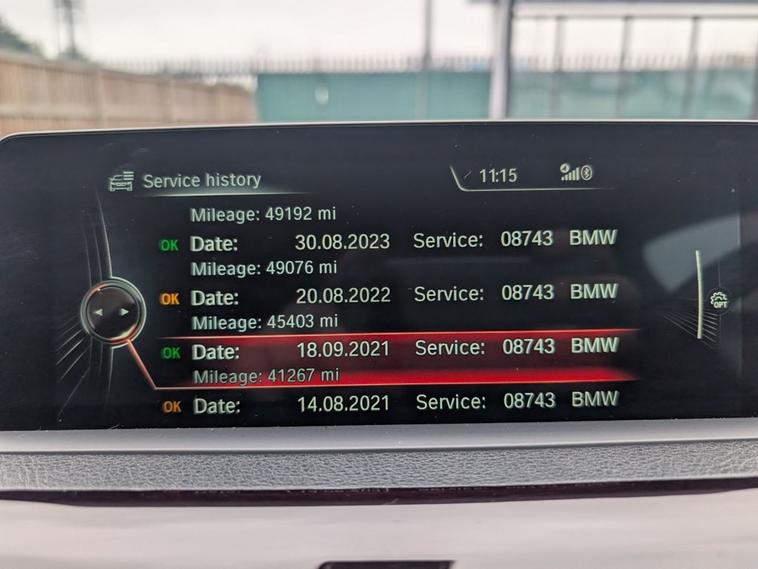 Service history 11:15
Mileage: 49192 mi
OK Date: 30.08.2023 Service: 08743 BMW
Mileage: 49076 mi
OK Date: 20.08.2022 Service: 08743 BMW
Mileage: 45403 mi
OK Date: 18.09.2021 Service: 08743 BMW
Mileage: 41267 mi
OK Date: 14.08.2021 Service: 08743 BMW
OPT